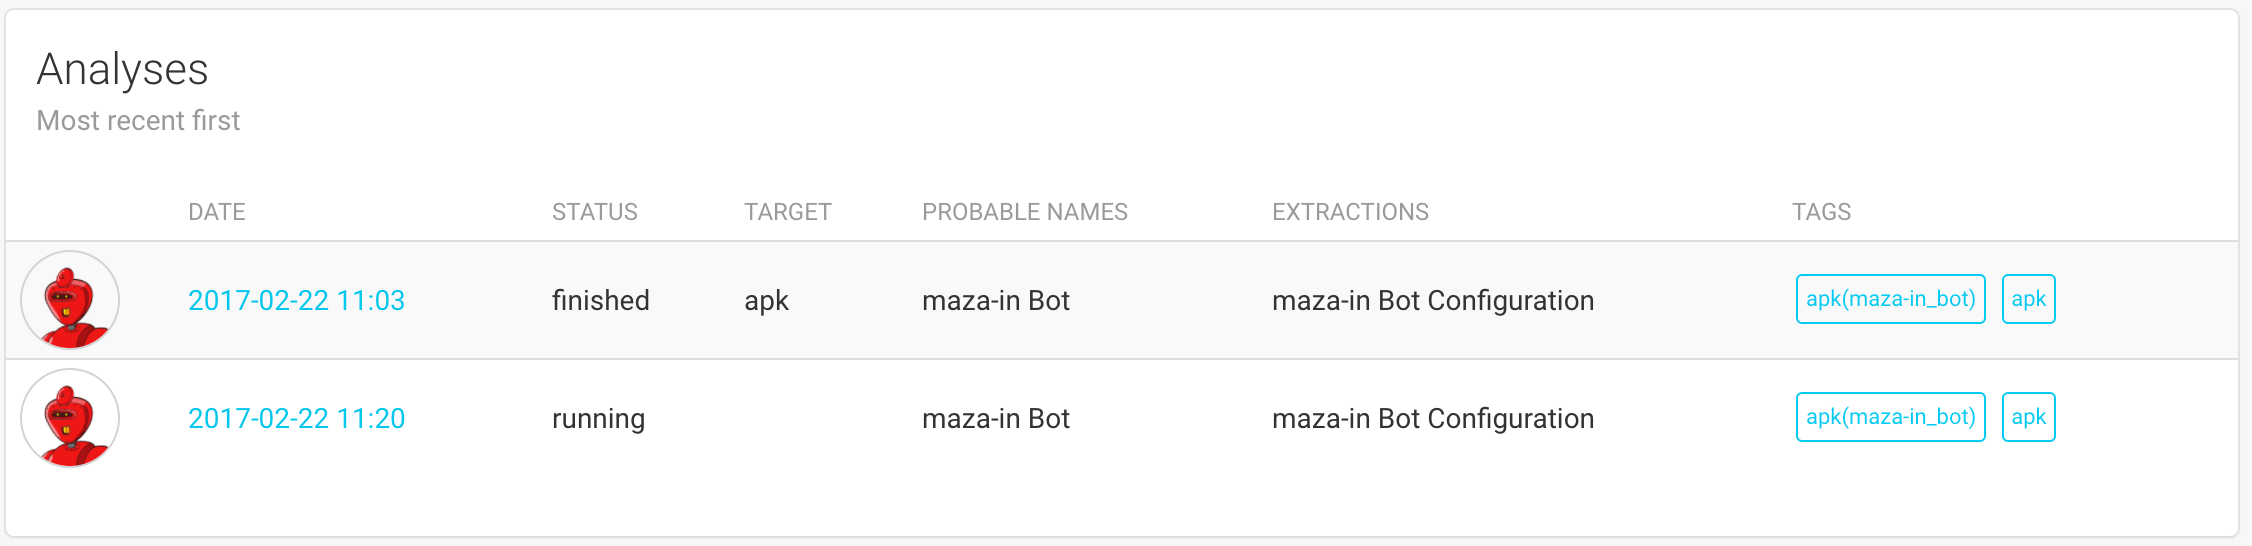 Analyses
Most recent first
DATE STATUS TARGET PROBABLE NAMES EXTRACTIONS TAGS
2017-02-22 11:03 finished apk maza-in Bot maza-in Bot Configuration apk(maza-in_bot) apk
2017-02-22 11:20 running maza-in Bot maza-in Bot Configuration apk(maza-in_bot) apk